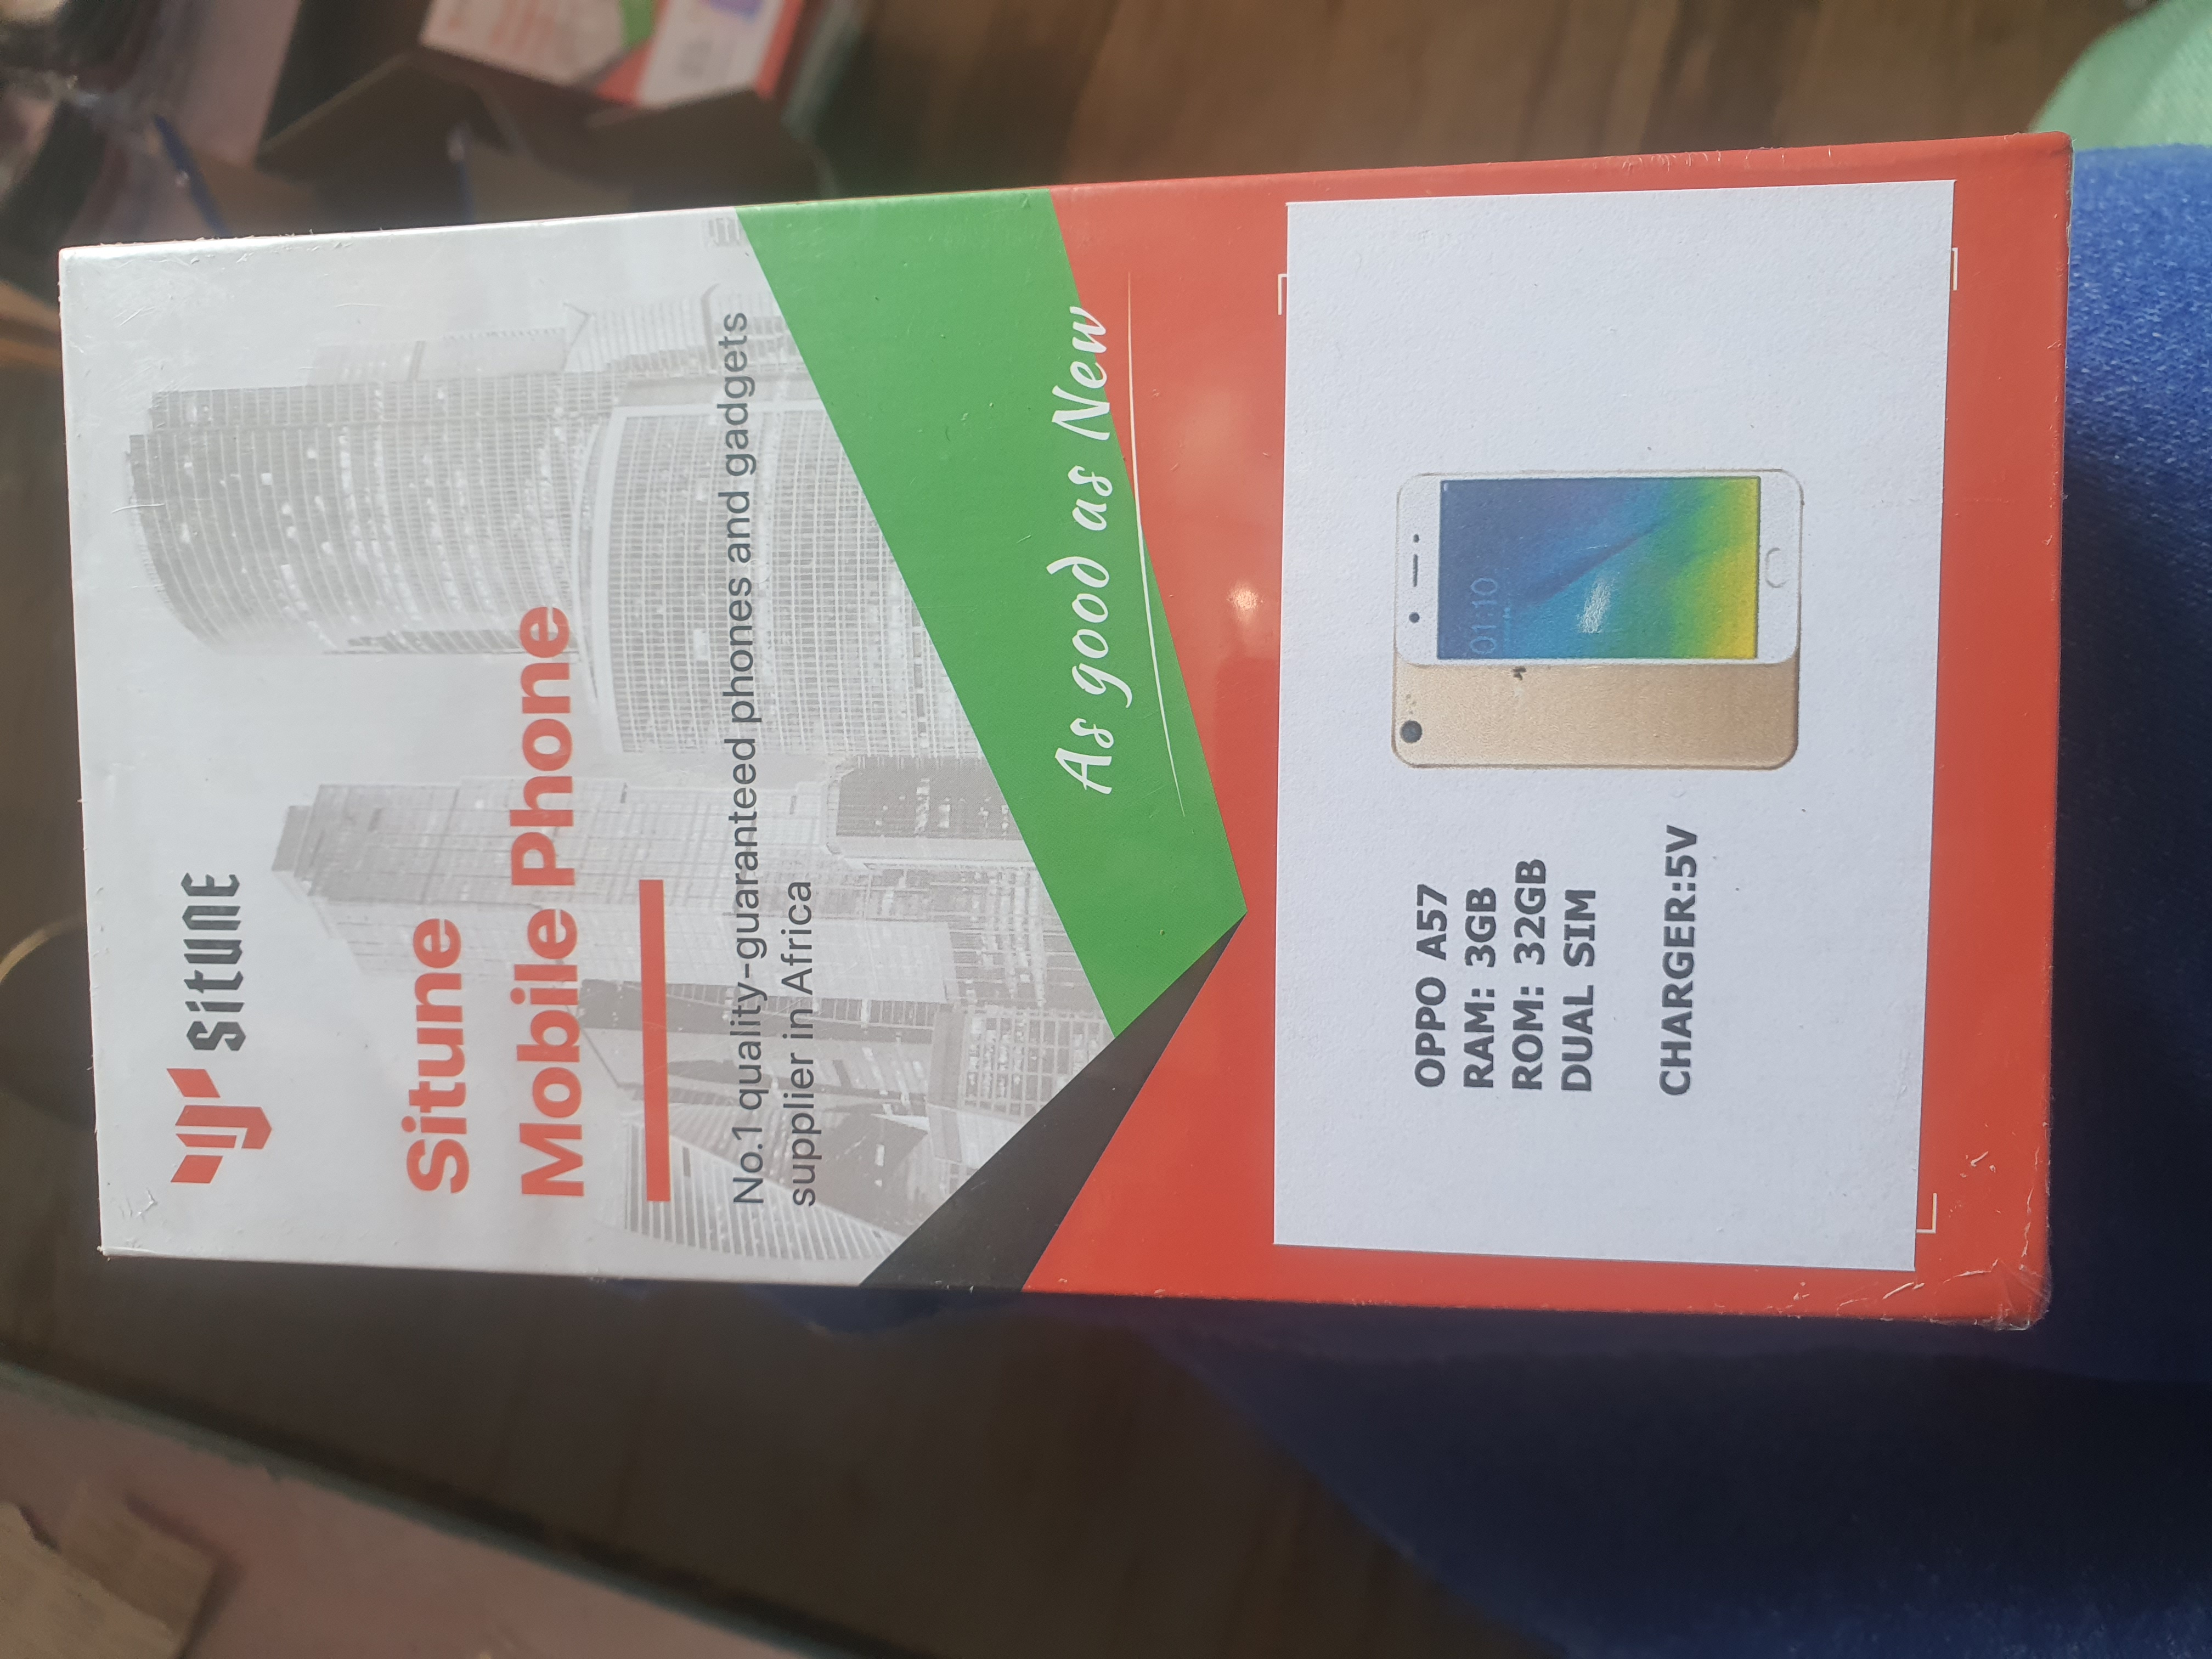 SITUNE
Situne
Mobile Phone
No.1 quality-guaranteed phones and gadgets
supplier in Africa
As good as New
01:10
OPPO A57
RAM: 3GB
ROM: 32GB
DUAL SIM
CHARGER:5V